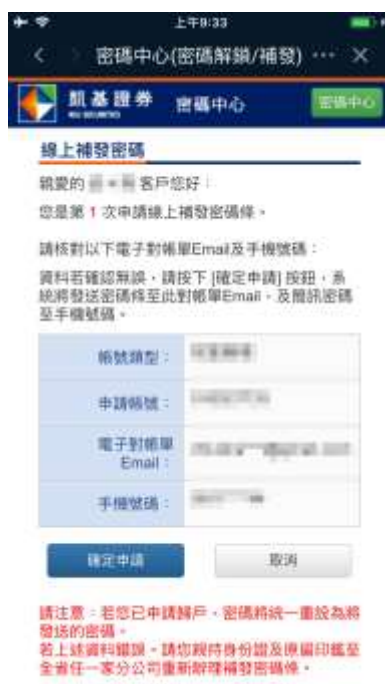 上午9:33
密碼中心(密碼解鎖/補發)
凱基證券 密碼中心
KGI SECURITIES
密碼中心
線上補發密碼
親愛的 客戶您好：
您是第 1 次申請線上補發密碼條。
請核對以下電子對帳單Email及手機號碼：
資料若確認無誤，請按下 [確定申請] 按鈕，系
統將發送密碼條至此對帳單Email，及簡訊密碼
至手機號碼。
帳號類型：
申請帳號：
電子對帳單
Email：
手機號碼：
確定申請
取消
請注意：若您已申請歸戶，密碼將統一重設為將
發送的密碼。
若上述資料錯誤，請您親持身份證及原留印鑑至
全省任一家分公司重新辦理補發密碼條。